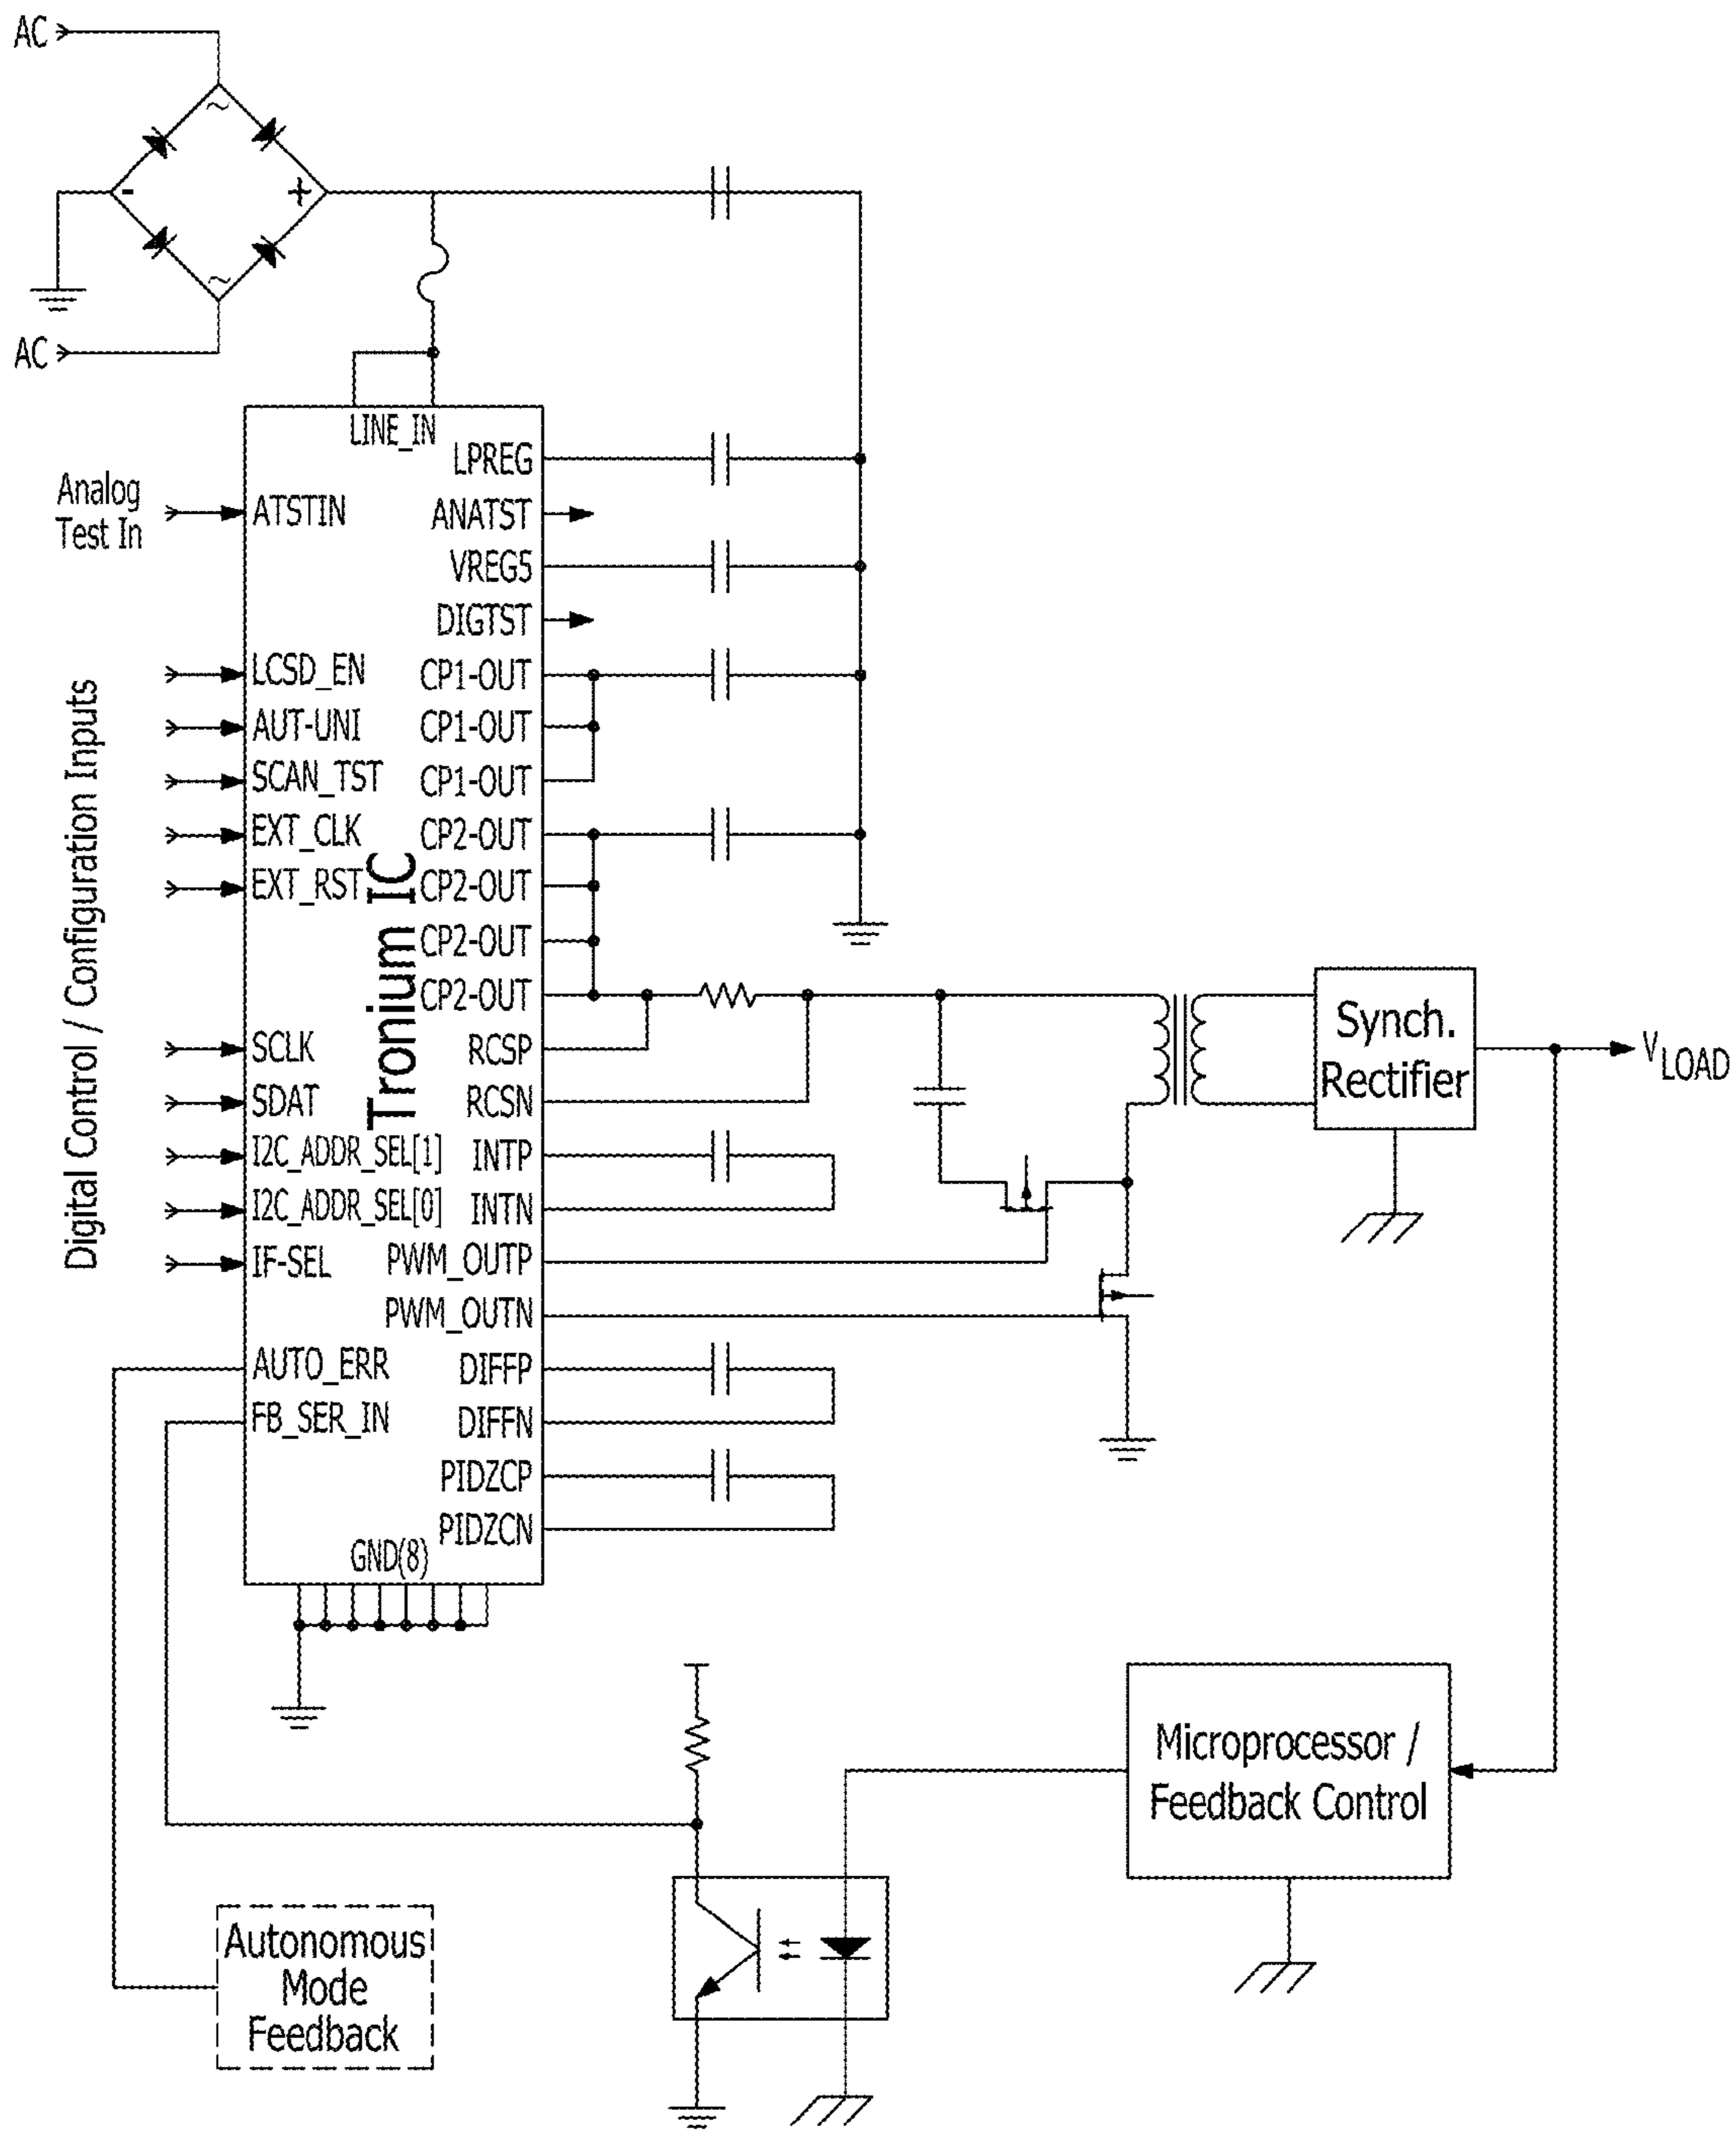 AC
~
-
+
~
AC
LINE_IN
LPREG
Analog
Test In
ATSTIN
ANATST
VREG5
DIGTST
Digital Control / Configuration Inputs
LCSD_EN
CP1-OUT
AUT-UNI
CP1-OUT
SCAN_TST
CP1-OUT
EXT_CLK
CP2-OUT
EXT_RST
CP2-OUT
Tronium IC
CP2-OUT
CP2-OUT
SCLK
RCSP
SDAT
RCSN
I2C_ADDR_SEL[1]
INTP
I2C_ADDR_SEL[0]
INTN
IF-SEL
PWM_OUTP
PWM_OUTN
AUTO_ERR
DIFFP
FB_SER_IN
DIFFN
PIDZCP
PIDZCN
GND(8)
Synch.
Rectifier
VLOAD
Microprocessor /
Feedback Control
Autonomous
Mode
Feedback